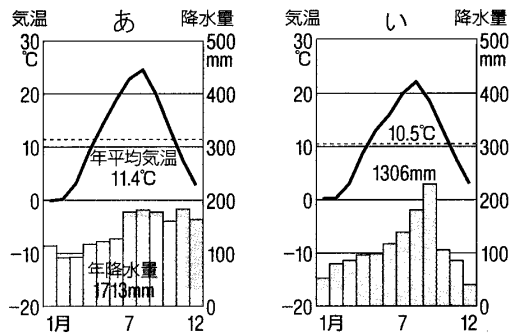 気温 あ 降水量
30 500
℃ mm
20 400
10 300
年平均気温
11.4℃
0 200
-10 100
年降水量
1713mm
-20 0
1月 7 12
気温 い 降水量
30 500
℃ mm
20 400
10.5℃
10 300
1306mm
0 200
-10 100
-20 0
1月 7 12